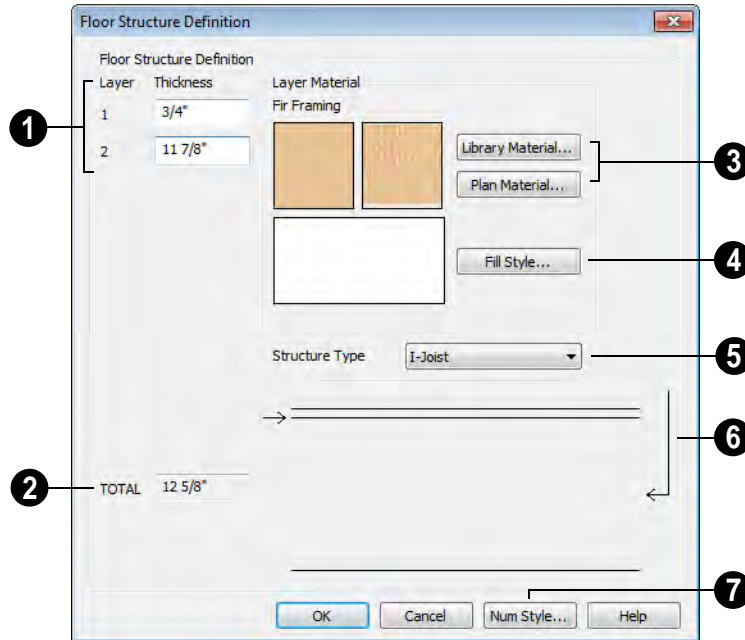 Floor Structure Definition
Floor Structure Definition
Layer Thickness Layer Material
Fir Framing
1 3/4"
1
2 11 7/8"
Library Material...
3
Plan Material...
Fill Style...
4
Structure Type I-Joist
5
6
2
TOTAL 12 5/8"
7
OK Cancel Num Style... Help